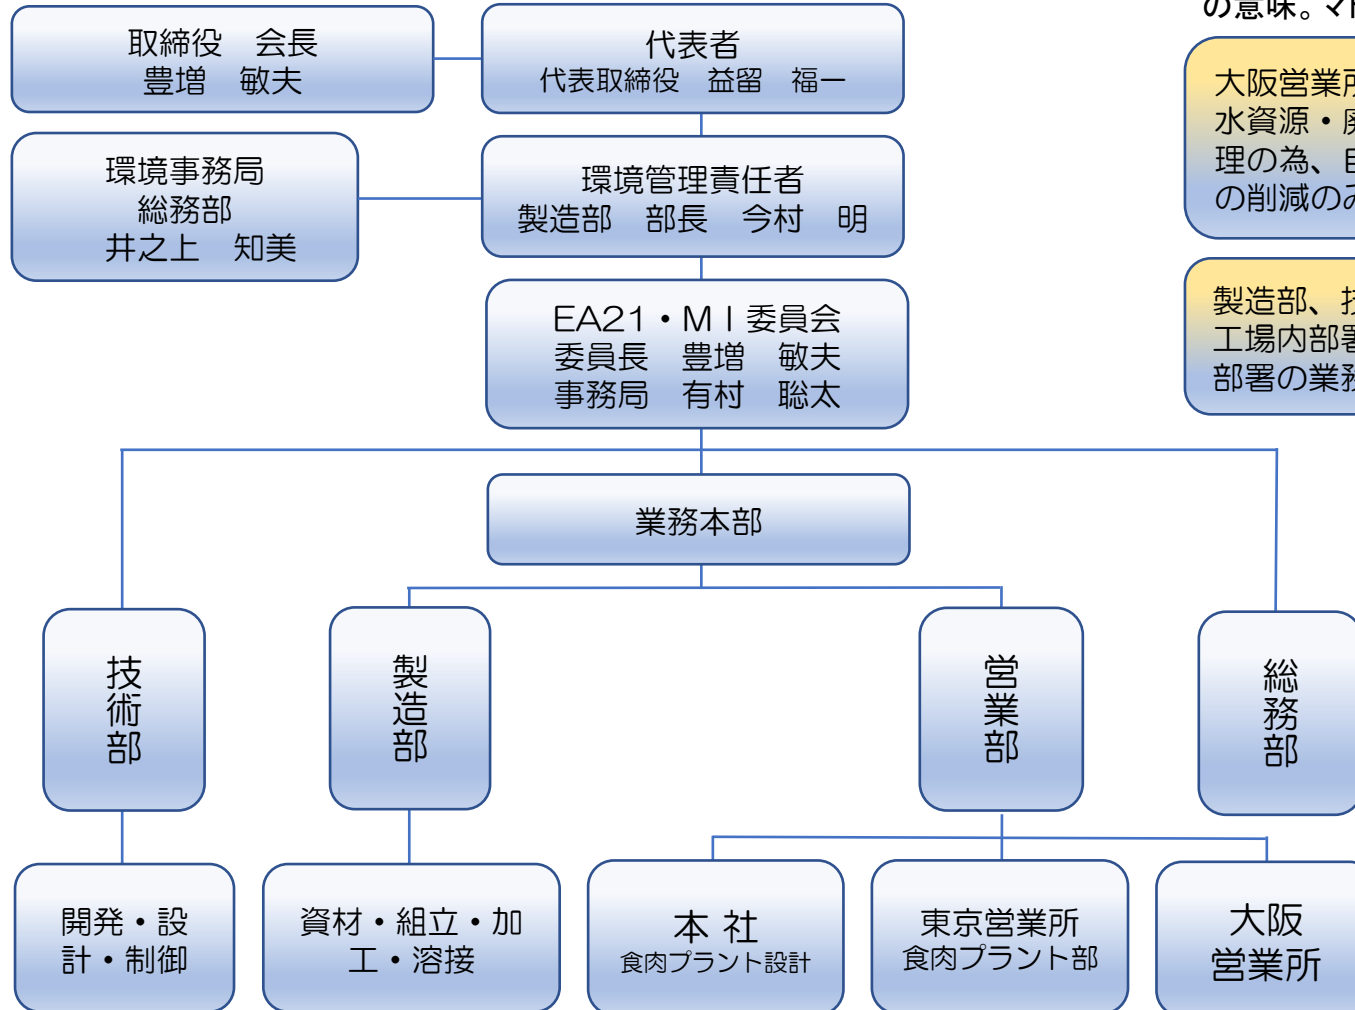 の意味。マト
取締役　会長
豊増　敏夫
代表者
代表取締役　益留　福一
大阪営業所
水資源・廃
理の為、自
の削減のみ
環境事務局
総務部
井之上　知美
環境管理責任者
製造部　部長　今村　明
EA21・MI委員会
委員長　豊増　敏夫
事務局　有村　聡太
製造部、技
工場内部署
部署の業務
業務本部
技術部
製造部
営業部
総務部
開発・設
計・制御
資材・組立・加
工・溶接
本 社
食肉プラント設計
東京営業所
食肉プラント部
大阪
営業所